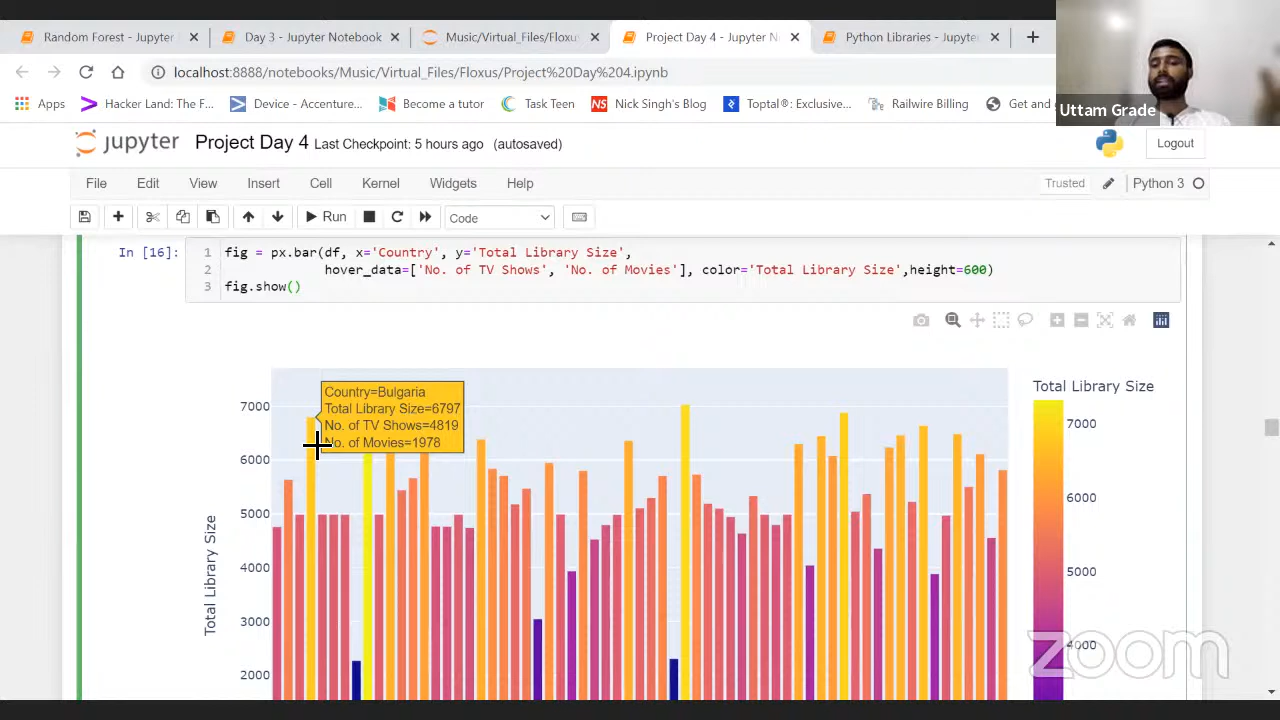 Random Forest - Jupyter
Day 3 - Jupyter Notebook
Music/Virtual_Files/Floxus
Project Day 4 - Jupyter N
Python Libraries - Jupyte
localhost:8888/notebooks/Music/Virtual_Files/Floxus/Project%20Day%204.ipynb
Apps
Hacker Land: The F...
Device - Accenture...
Become a tutor
Task Teen
NS Nick Singh's Blog
Toptal®: Exclusive...
Railwire Billing
Get and
Uttam Grade
jupyter Project Day 4 Last Checkpoint: 5 hours ago (autosaved)
Logout
File Edit View Insert Cell Kernel Widgets Help
Trusted
Python 3
Run
Code
In [16]:
1 fig = px.bar(df, x='Country', y='Total Library Size',
2 hover_data=['No. of TV Shows', 'No. of Movies'], color='Total Library Size',height=600)
3 fig.show()
Country=Bulgaria
Total Library Size=6797
No. of TV Shows=4819
No. of Movies=1978
7000
6000
5000
4000
3000
2000
Total Library Size
Total Library Size
7000
6000
5000
4000
zoom